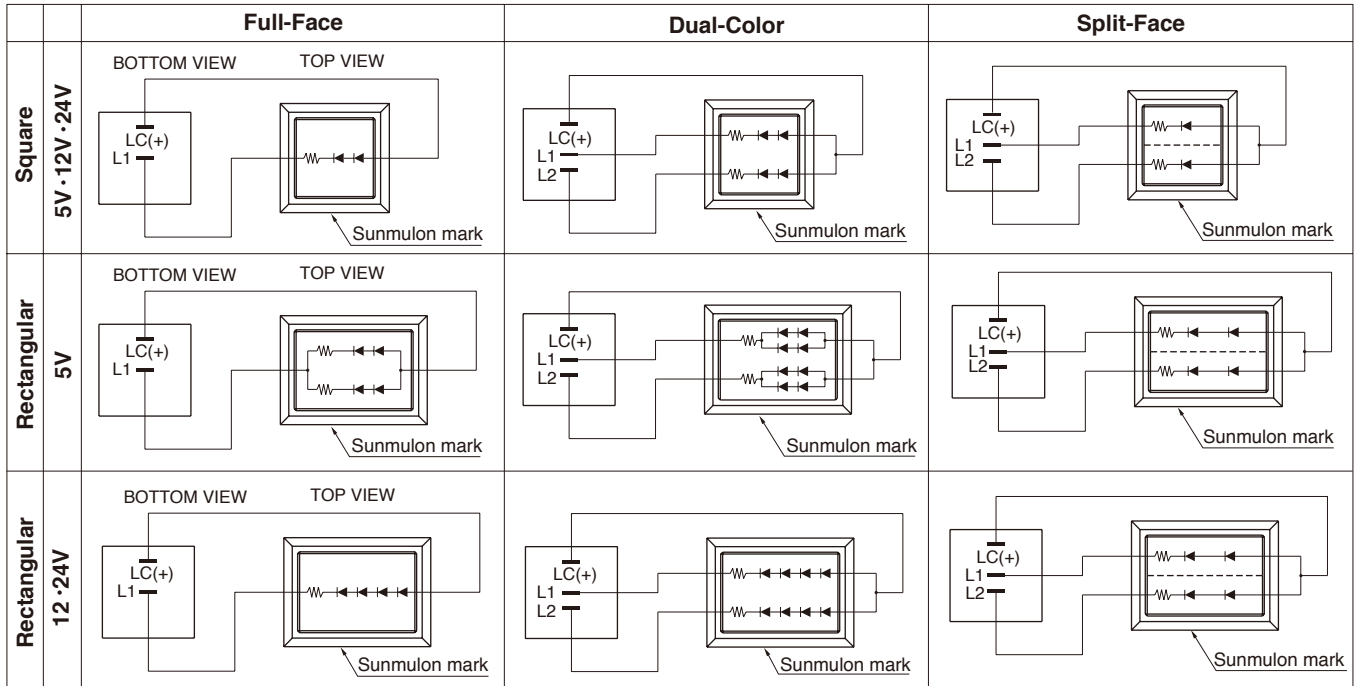 Full-Face
Dual-Color
Split-Face
Square
5V·12V·24V
BOTTOM VIEW
TOP VIEW
LC(+)
L1
Sunmulon mark
LC(+)
L1
L2
Sunmulon mark
LC(+)
L1
L2
Sunmulon mark
Rectangular
5V
BOTTOM VIEW
TOP VIEW
LC(+)
L1
Sunmulon mark
LC(+)
L1
L2
Sunmulon mark
LC(+)
L1
L2
Sunmulon mark
Rectangular
12·24V
BOTTOM VIEW
TOP VIEW
LC(+)
L1
Sunmulon mark
LC(+)
L1
L2
Sunmulon mark
LC(+)
L1
L2
Sunmulon mark